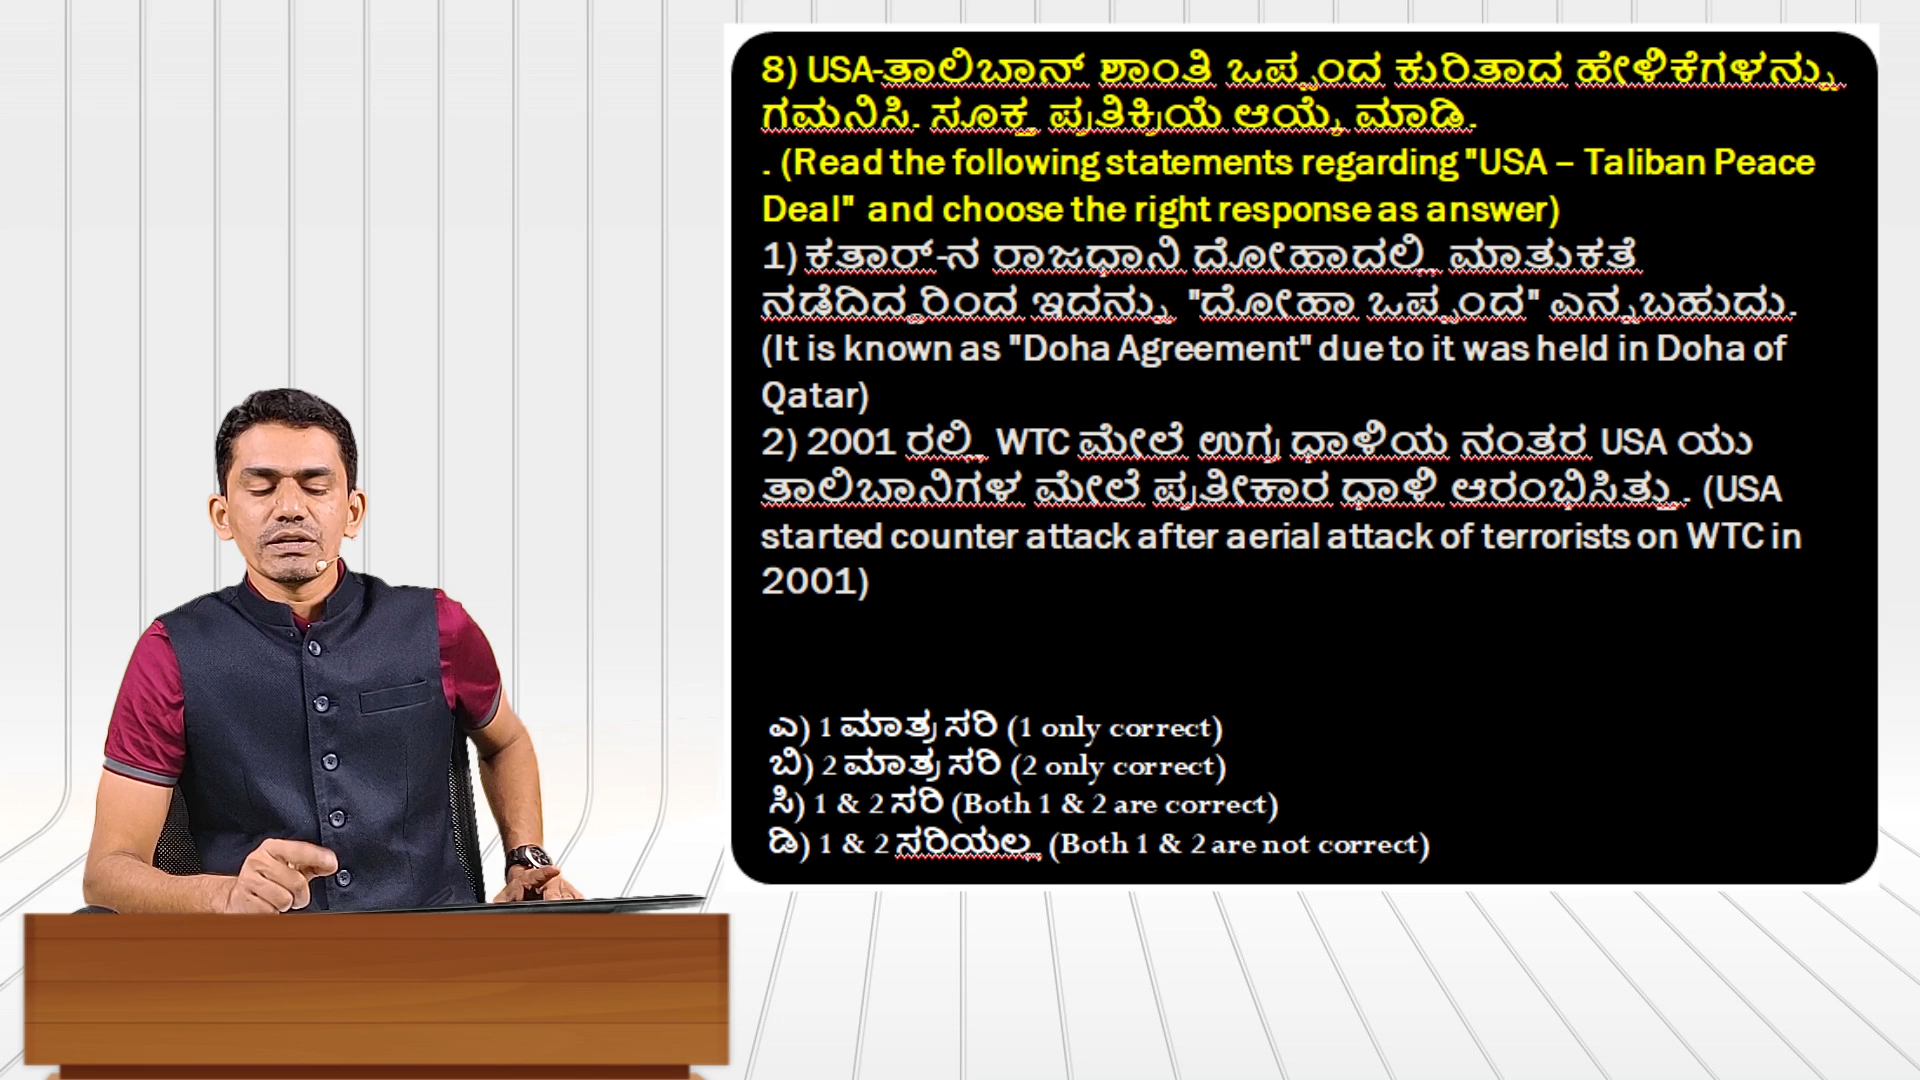 8) USA-ತಾಲಿಬಾನ್ ಶಾಂತಿ ಒಪ್ಪಂದ ಕುರಿತಾದ ಹೇಳಿಕೆಗಳನ್ನು
ಗಮನಿಸಿ. ಸೂಕ್ತ ಪ್ರತಿಕ್ರಿಯೆ ಆಯ್ಕೆ ಮಾಡಿ.
. (Read the following statements regarding "USA – Taliban Peace
Deal" and choose the right response as answer)
1) ಕತಾರ್-ನ ರಾಜಧಾನಿ ದೋಹಾದಲ್ಲಿ ಮಾತುಕತೆ
ನಡೆದಿದ್ದರಿಂದ ಇದನ್ನು "ದೋಹಾ ಒಪ್ಪಂದ" ಎನ್ನಬಹುದು.
(It is known as "Doha Agreement" due to it was held in Doha of
Qatar)
2) 2001 ರಲ್ಲಿ WTC ಮೇಲೆ ಉಗ್ರ ಧಾಳಿಯ ನಂತರ USA ಯು
ತಾಲಿಬಾನಿಗಳ ಮೇಲೆ ಪ್ರತೀಕಾರ ಧಾಳಿ ಆರಂಭಿಸಿತ್ತು. (USA
started counter attack after aerial attack of terrorists on WTC in
2001)
ಎ) 1 ಮಾತ್ರ ಸರಿ (1 only correct)
ಬಿ) 2 ಮಾತ್ರ ಸರಿ (2 only correct)
ಸಿ) 1 & 2 ಸರಿ (Both 1 & 2 are correct)
ಡಿ) 1 & 2 ಸರಿಯಲ್ಲ (Both 1 & 2 are not correct)